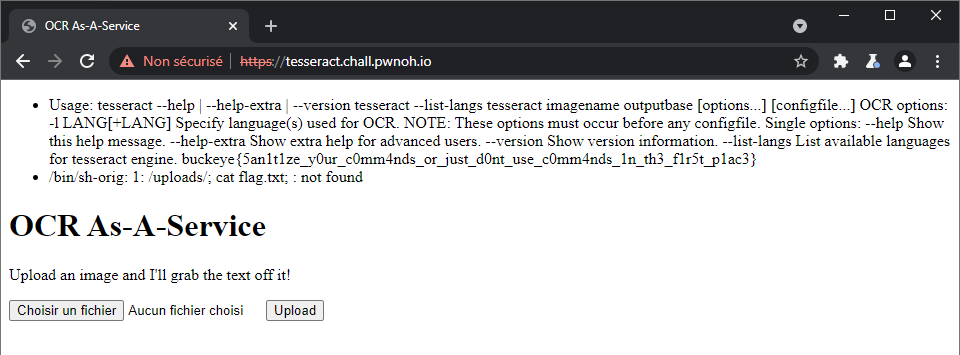 OCR As-A-Service
Non sécurisé https://tesseract.chall.pwnoh.io
Usage: tesseract --help | --help-extra | --version tesseract --list-langs tesseract imagename outputbase [options...] [configfile...] OCR options:
-l LANG[+LANG] Specify language(s) used for OCR. NOTE: These options must occur before any configfile. Single options: --help Show
this help message. --help-extra Show extra help for advanced users. --version Show version information. --list-langs List available languages
for tesseract engine. buckeye{5an1t1ze_y0ur_c0mm4nds_or_just_d0nt_use_c0mm4nds_1n_th3_f1r5t_p1ac3}
/bin/sh-orig: 1: /uploads/; cat flag.txt; : not found
OCR As-A-Service
Upload an image and I'll grab the text off it!
Choisir un fichier Aucun fichier choisi Upload